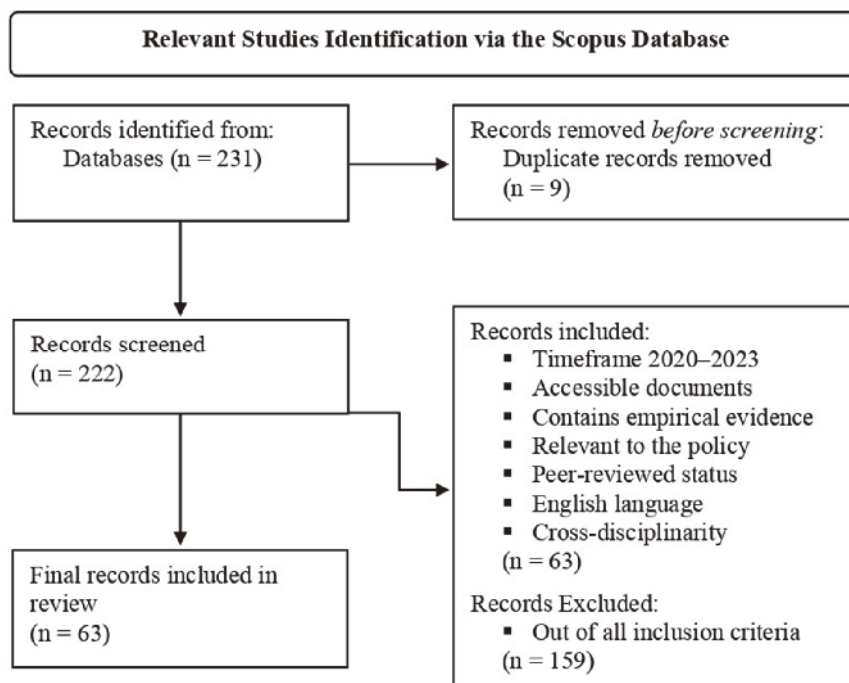 Relevant Studies Identification via the Scopus Database
Records identified from:
Databases (n = 231)
Records removed before screening:
Duplicate records removed
(n = 9)
Records screened
(n = 222)
Records included:
▪ Timeframe 2020–2023
▪ Accessible documents
▪ Contains empirical evidence
▪ Relevant to the policy
▪ Peer-reviewed status
▪ English language
▪ Cross-disciplinarity
(n = 63)
Records Excluded:
▪ Out of all inclusion criteria
(n = 159)
Final records included in
review
(n = 63)